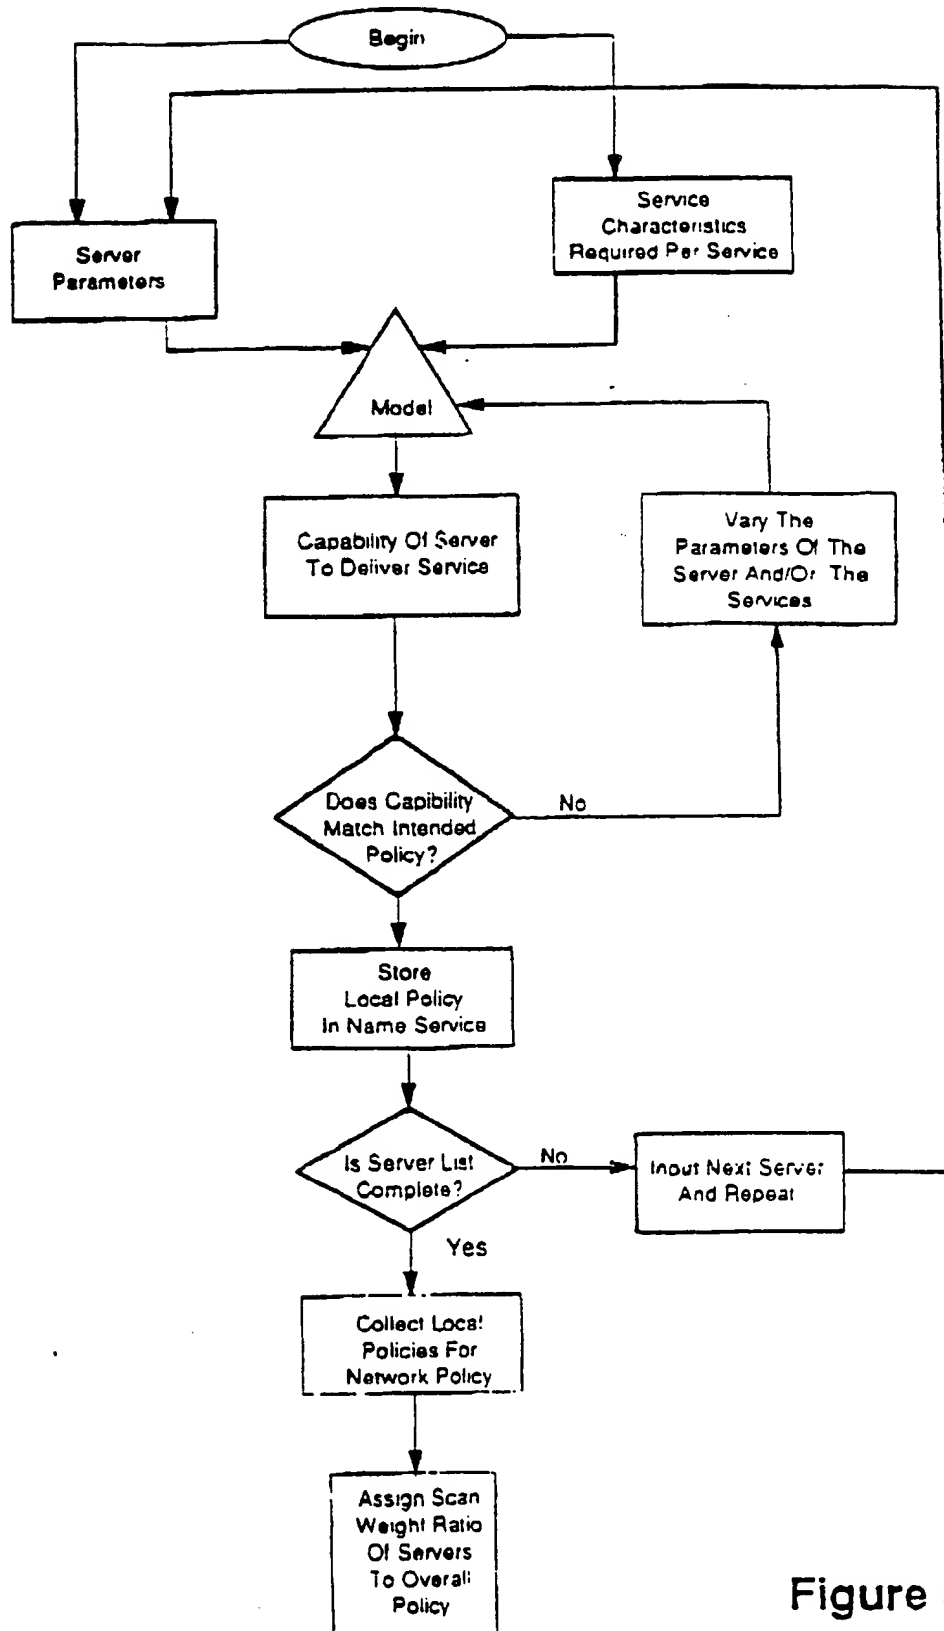 Begin
Server
Parameters
Service
Characteristics
Required Per Service
Model
Capability Of Server
To Deliver Service
Vary The
Parameters Of The
Server And/Or The
Services
Does Capibility
Match Intended
Policy?
No
Store
Local Policy
In Name Service
Is Server List
Complete?
No
Input Next Server
And Repeat
Yes
Collect Local
Policies For
Network Policy
Assign Scan
Weight Ratio
Of Servers
To Overall
Policy
Figure